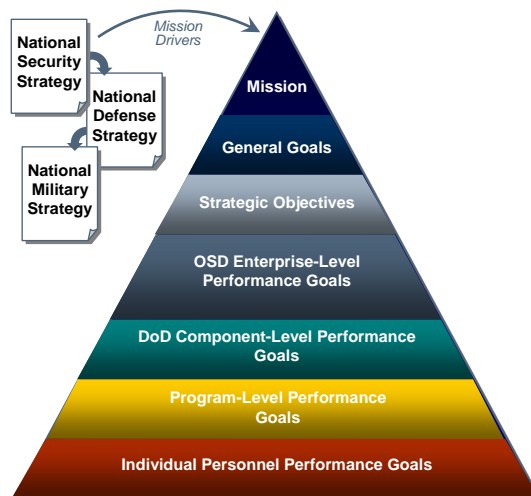 National
Security
Strategy
Mission
Drivers
National
Defense
Strategy
National
Military
Strategy
Mission
General Goals
Strategic Objectives
OSD Enterprise-Level
Performance Goals
DoD Component-Level Performance
Goals
Program-Level Performance
Goals
Individual Personnel Performance Goals